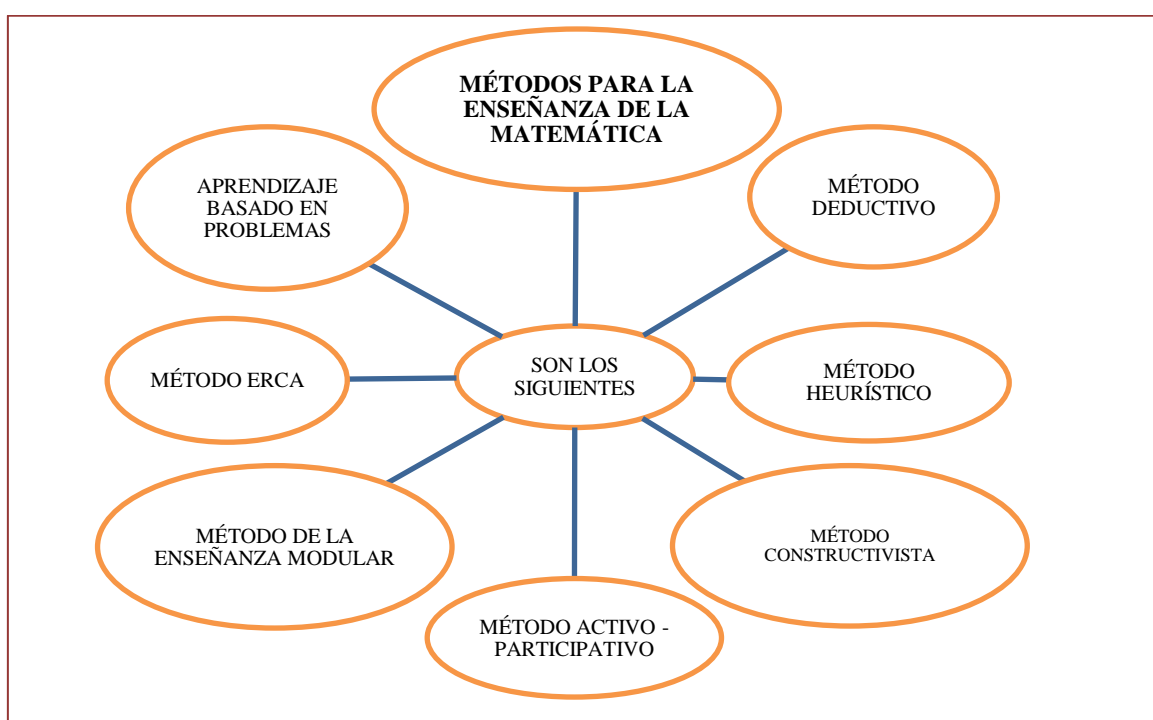 MÉTODOS PARA LA
ENSEÑANZA DE LA
MATEMÁTICA
APRENDIZAJE
BASADO EN
PROBLEMAS
MÉTODO
DEDUCTIVO
MÉTODO ERCA
SON LOS
SIGUIENTES
MÉTODO
HEURÍSTICO
MÉTODO DE LA
ENSEÑANZA MODULAR
MÉTODO
CONSTRUCTIVISTA
MÉTODO ACTIVO -
PARTICIPATIVO